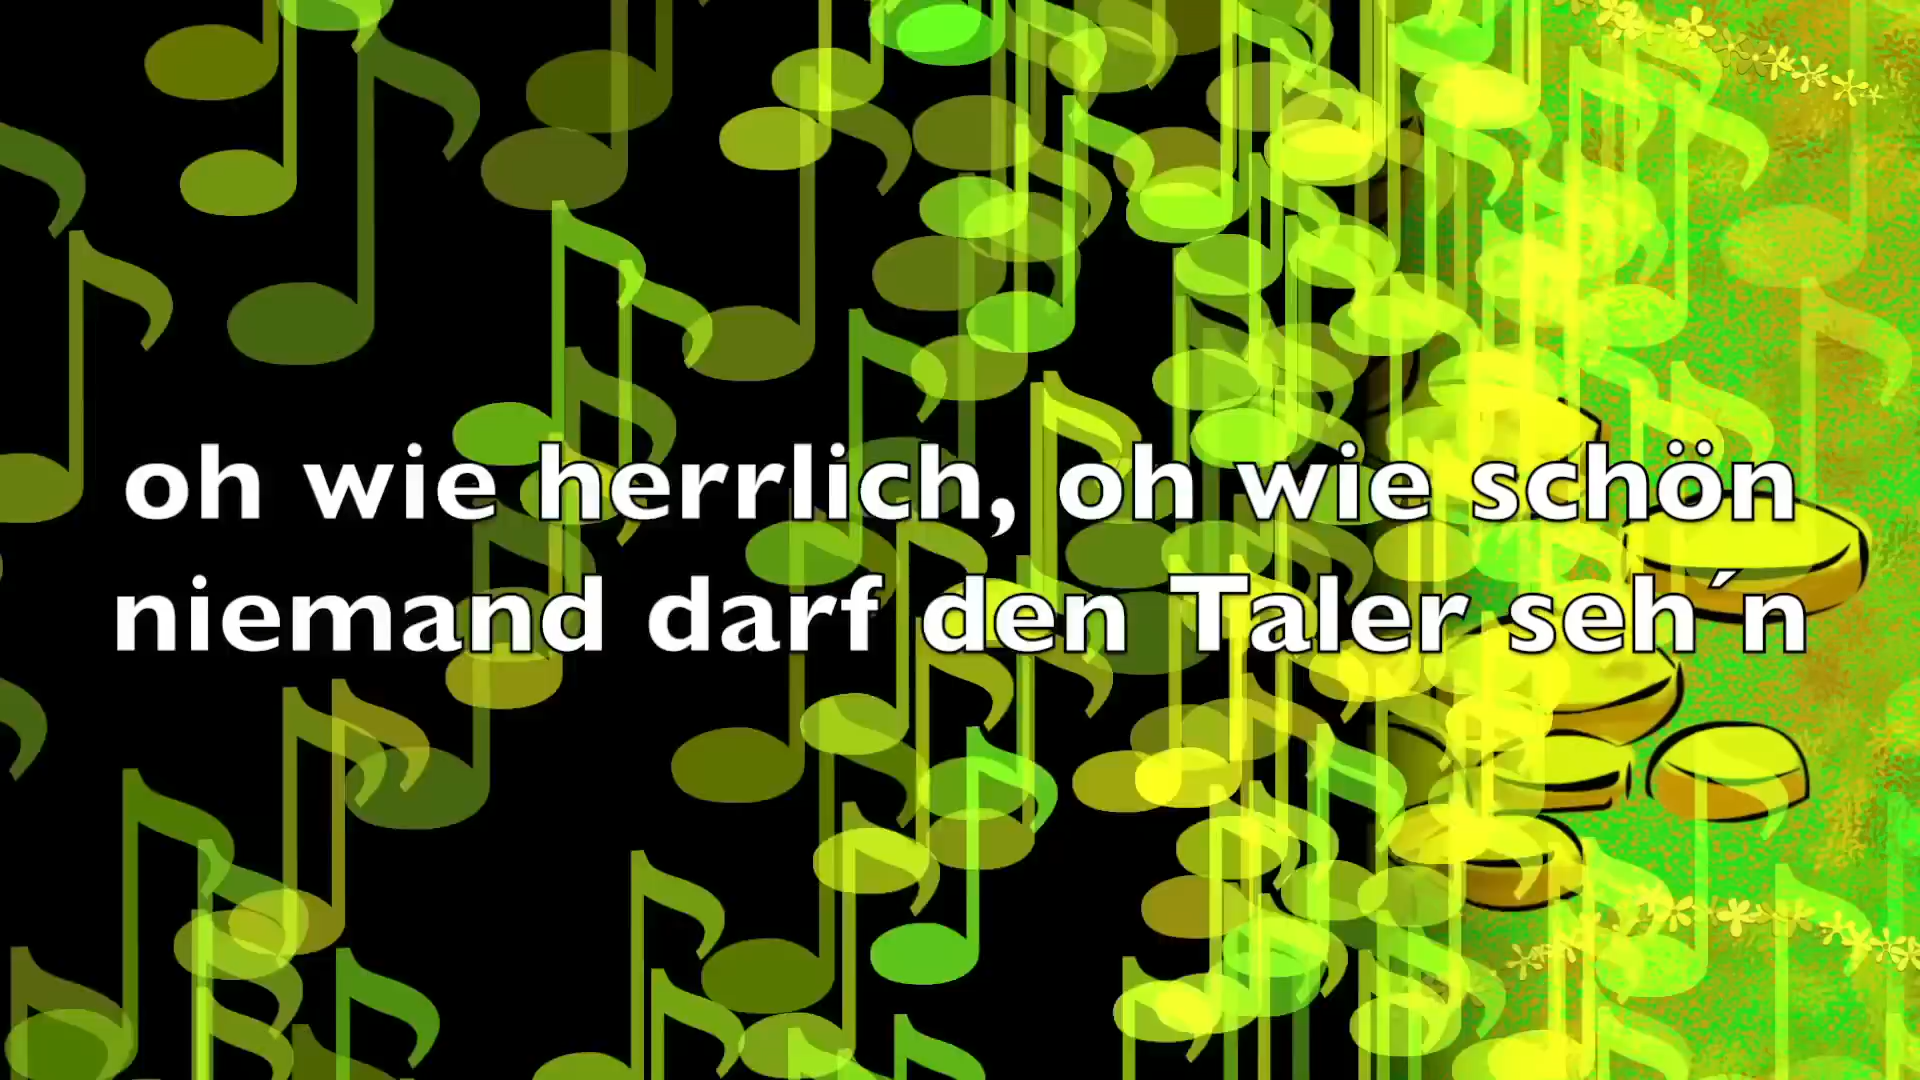 oh wie herrlich, oh wie schön
niemand darf den Taler seh´n